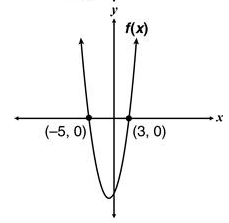 y
f(x)
x
(–5, 0)
(3, 0)